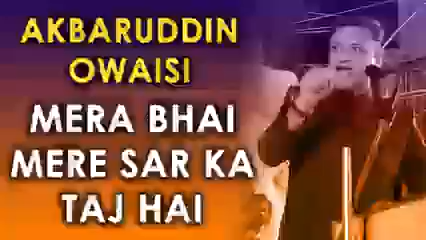 AKBARUDDIN
OWAISI
MERA BHAI
MERE SAR KA
TAJ HAI